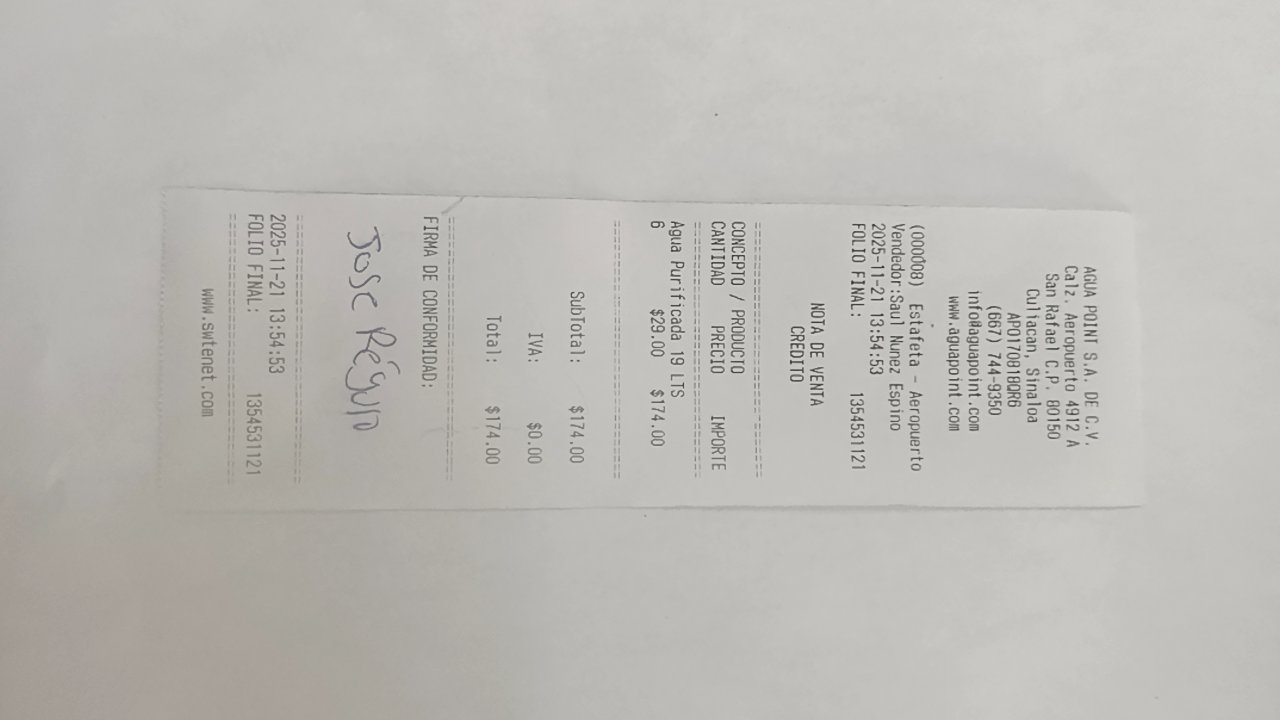 AGUA POINT S.A. DE C.V.
Calz. Aeropuerto 4912 A
San Rafael C.P. 80150
Culiacan, Sinaloa
APO170818QR6
(667) 744-9350
info@aguapoint.com
www.aguapoint.com
(000008) Estafeta - Aeropuerto
Vendedor:Saul Nunez Espino
2025-11-21 13:54:53
FOLIO FINAL: 1354531121
NOTA DE VENTA
CREDITO
CONCEPTO / PRODUCTO
CANTIDAD PRECIO IMPORTE
Agua Purificada 19 LTS
6 $29.00 $174.00
SubTotal: $174.00
IVA: $0.00
Total: $174.00
FIRMA DE CONFORMIDAD:
Jose
2025-11-21 13:54:53
FOLIO FINAL: 1354531121
www.swtenet.com